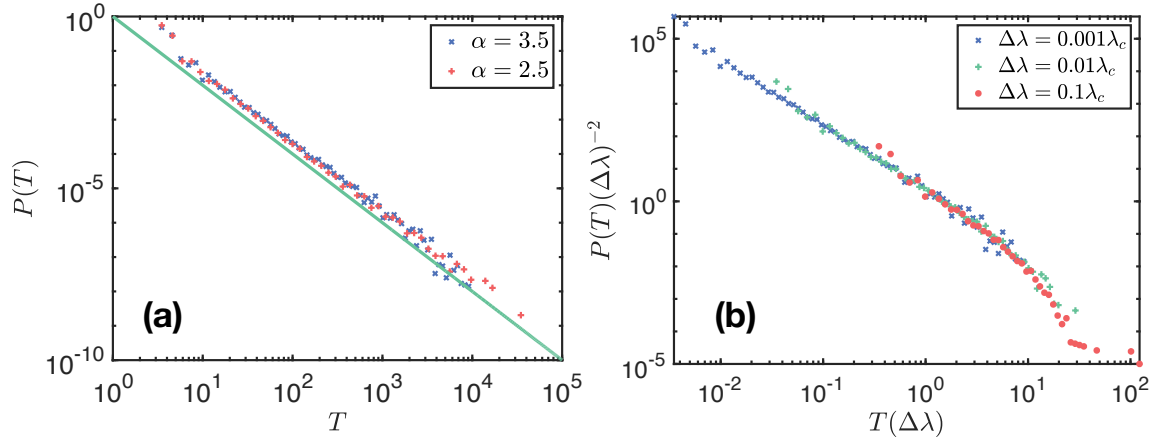 10^0
10^-5
10^-10
P(T)
α = 3.5
α = 2.5
(a)
10^0 10^1 10^2 10^3 10^4 10^5
T
10^5
10^0
10^-5
P(T)(Δλ)^-2
Δλ = 0.001λ_c
Δλ = 0.01λ_c
Δλ = 0.1λ_c
(b)
10^-2 10^-1 10^0 10^1 10^2
T(Δλ)